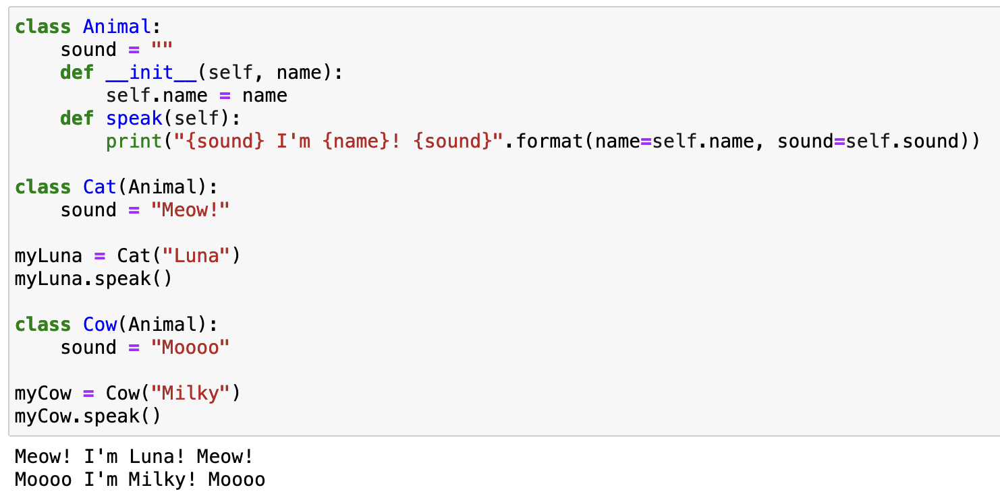 class Animal:
    sound = ""
    def __init__(self, name):
        self.name = name
    def speak(self):
        print("{sound} I'm {name}! {sound}".format(name=self.name, sound=self.sound))

class Cat(Animal):
    sound = "Meow!"

myLuna = Cat("Luna")
myLuna.speak()

class Cow(Animal):
    sound = "Moooo"

myCow = Cow("Milky")
myCow.speak()

Meow! I'm Luna! Meow!
Moooo I'm Milky! Moooo